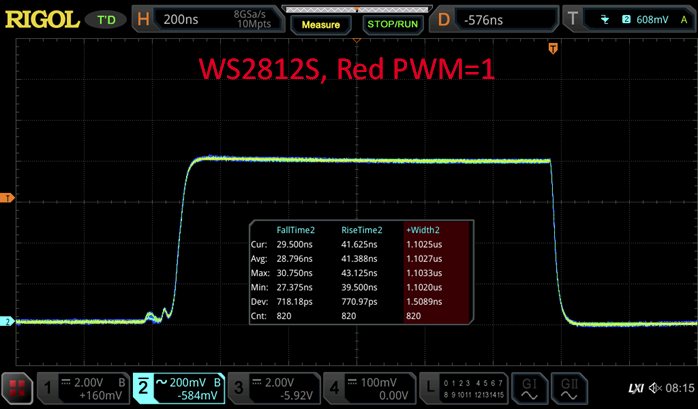 RIGOL T'D H 200ns 8GSa/s 10Mpts Measure STOP/RUN D -576ns T 2 608mV A
T
WS2812S, Red PWM=1
T
FallTime2 RiseTime2 +Width2
Cur: 29.500ns 41.625ns 1.1025us
Avg: 28.796ns 41.388ns 1.1027us
Max: 30.750ns 43.125ns 1.1033us
Min: 27.375ns 39.500ns 1.1020us
Dev: 718.18ps 770.97ps 1.5089ns
Cnt: 820 820 820
2
1 2.00V B +160mV
2 200mV B -584mV
3 2.00V -5.92V
4 100mV 0.00V
L 0 1 2 3 4 5 6 7
8 9 10 11 12 13 14 15
GI GII
LXI 08:15